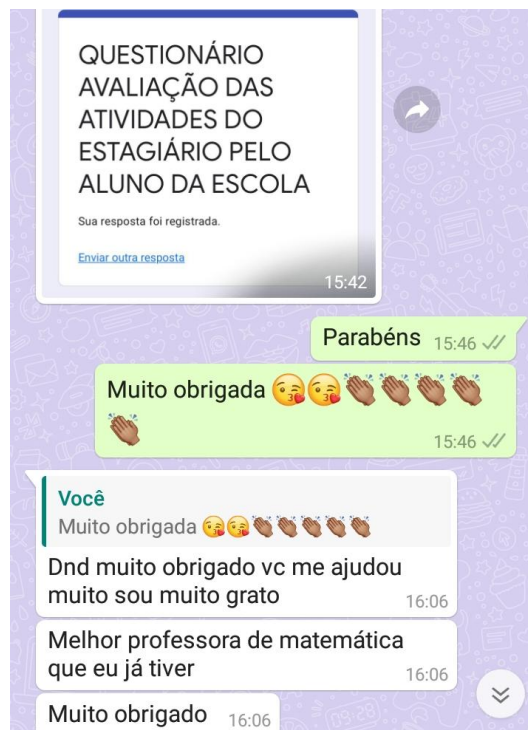 QUESTIONÁRIO
AVALIAÇÃO DAS
ATIVIDADES DO
ESTAGIÁRIO PELO
ALUNO DA ESCOLA
Sua resposta foi registrada.
Enviar outra resposta
15:42
Parabéns 15:46
Muito obrigada 😘😘👏🏽👏🏽👏🏽👏🏽
👏🏽
15:46
Você
Muito obrigada 😘😘👏🏽👏🏽👏🏽👏🏽👏🏽
Dnd muito obrigado vc me ajudou
muito sou muito grato 16:06
Melhor professora de matemática
que eu já tiver 16:06
Muito obrigado 16:06